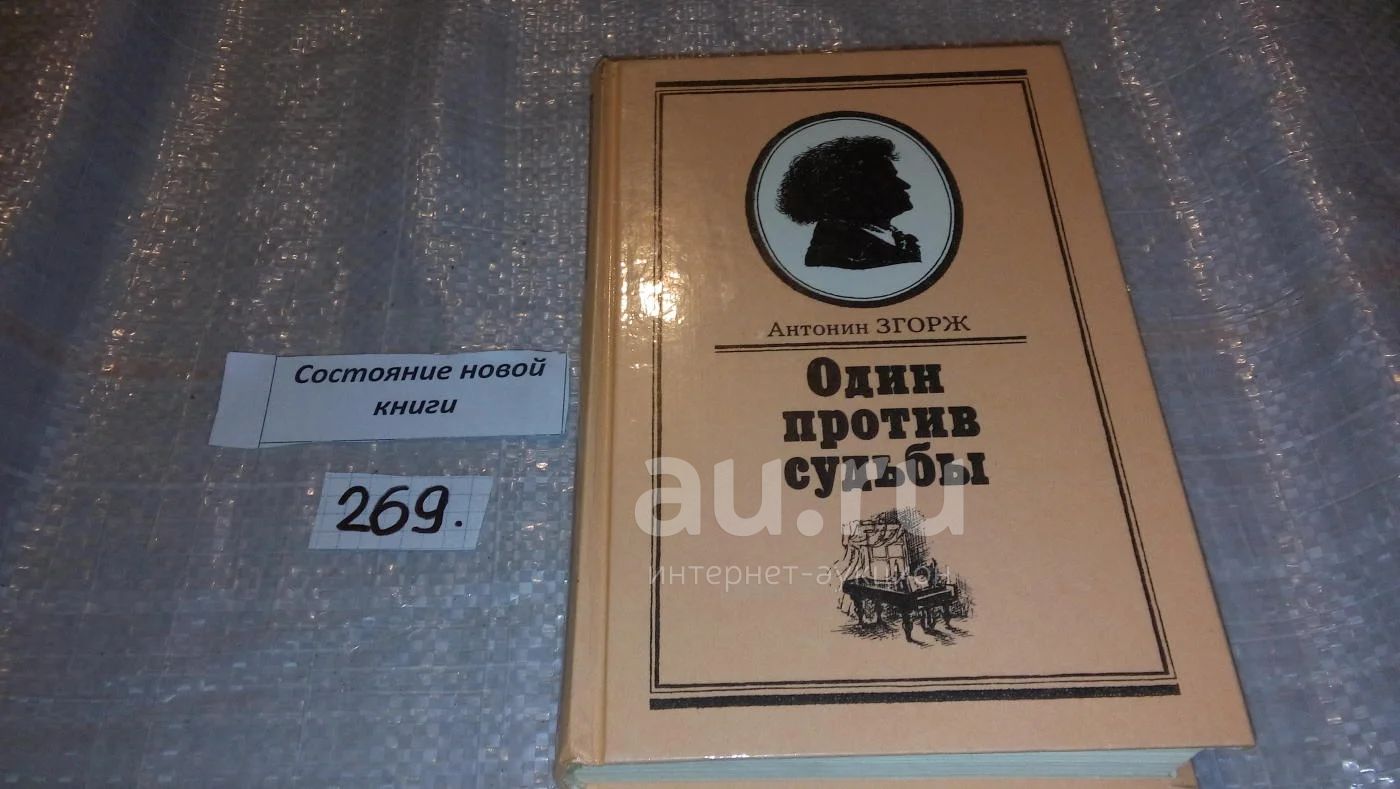 Антонин ЗГОРЖ
Один
против
судьбы
Состояние новой
книги
269.
au.ru
интернет-аукцион